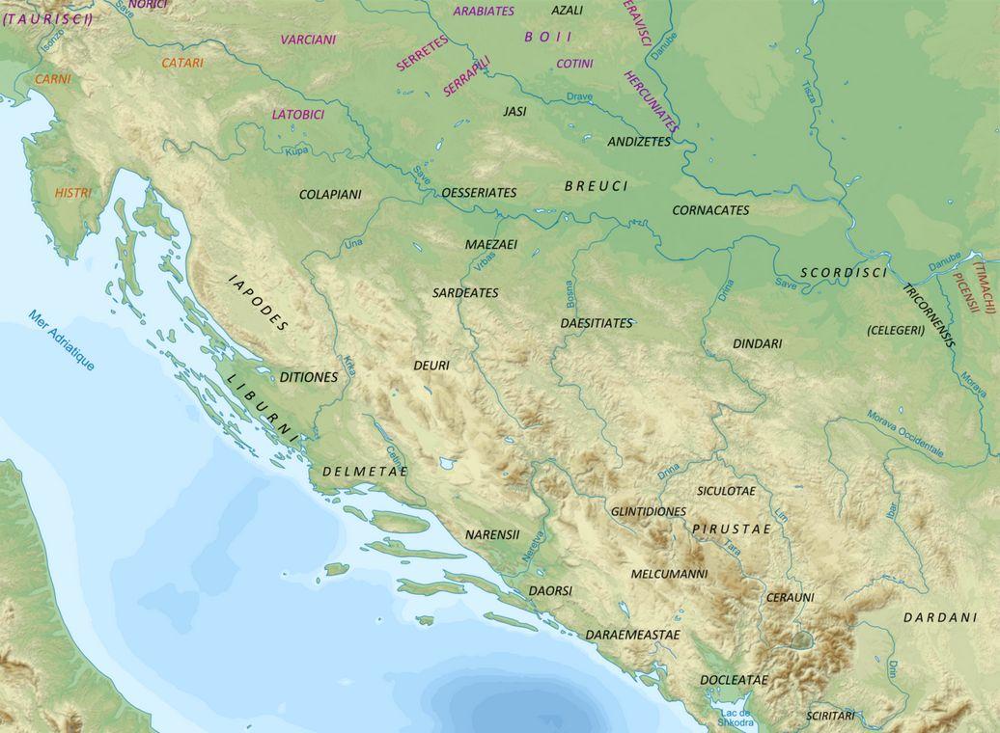 NORICI
(TAURISCI)
Save
Isonzo
CARNI
CATARI
HISTRI
VARCIANI
LATOBICI
Kupa
ARABIATES
AZALI
BOII
SERRETES
SERRAPILI
COTINI
ERAVISCI
Danube
HERCUNIATES
Tisza
Drave
JASI
ANDIZETES
BREUCI
CORNACATES
COLAPIANI
Save
OESSERIATES
Una
MAEZAEI
Vrbas
SARDEATES
Bosna
DAESITIATES
Drina
Save
SCORDISCI
Danube
(TIMACHI)
PICENSII
TRICORNENSIS
(CELEGERI)
DINDARI
Morava
Morava Occidentale
IAPODES
Mer Adriatique
DITIONES
Krka
DEURI
LIBURNI
DELMETAE
Cetina
NARENSII
Neretva
DAORSI
Drina
SICULOTAE
GLINTIDIONES
PIRUSTAE
Lim
Tara
Ibar
MELCUMANNI
CERAUNI
DARDANI
DARAEMEASTAE
DOCLEATAE
Drin
Lac de
Shkodra
SCIRITARI